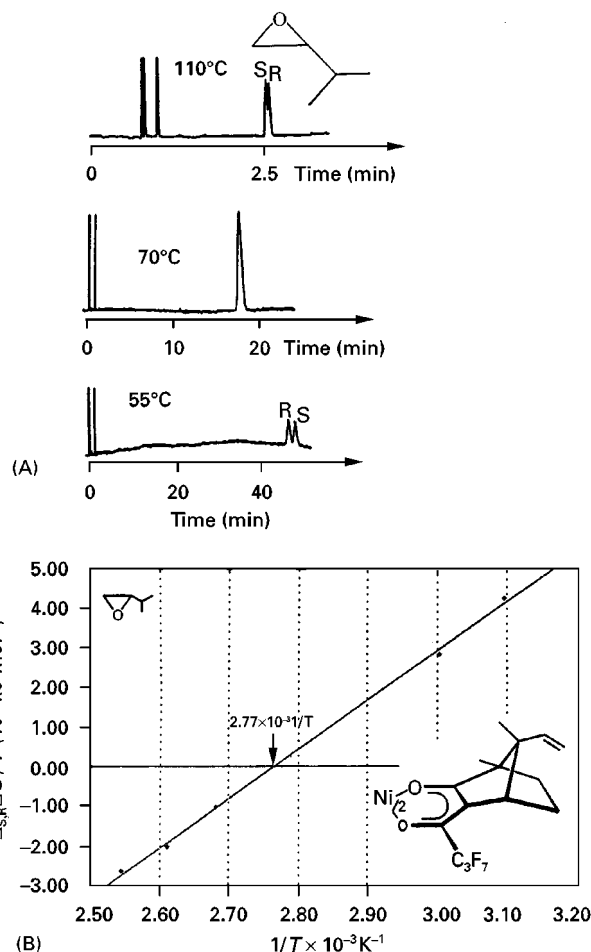 O
110°C
S R
0 2.5 Time (min)
70°C
0 10 20 Time (min)
55°C
R S
(A)
0 20 40
Time (min)
5.00
4.00
3.00
2.00
1.00
0.00
−1.00
−2.00
−3.00
O
2.77×10⁻³1/T
Ni O
2
O
C₃F₇
2.50 2.60 2.70 2.80 2.90 3.00 3.10 3.20
(B) 1/T × 10⁻³K⁻¹